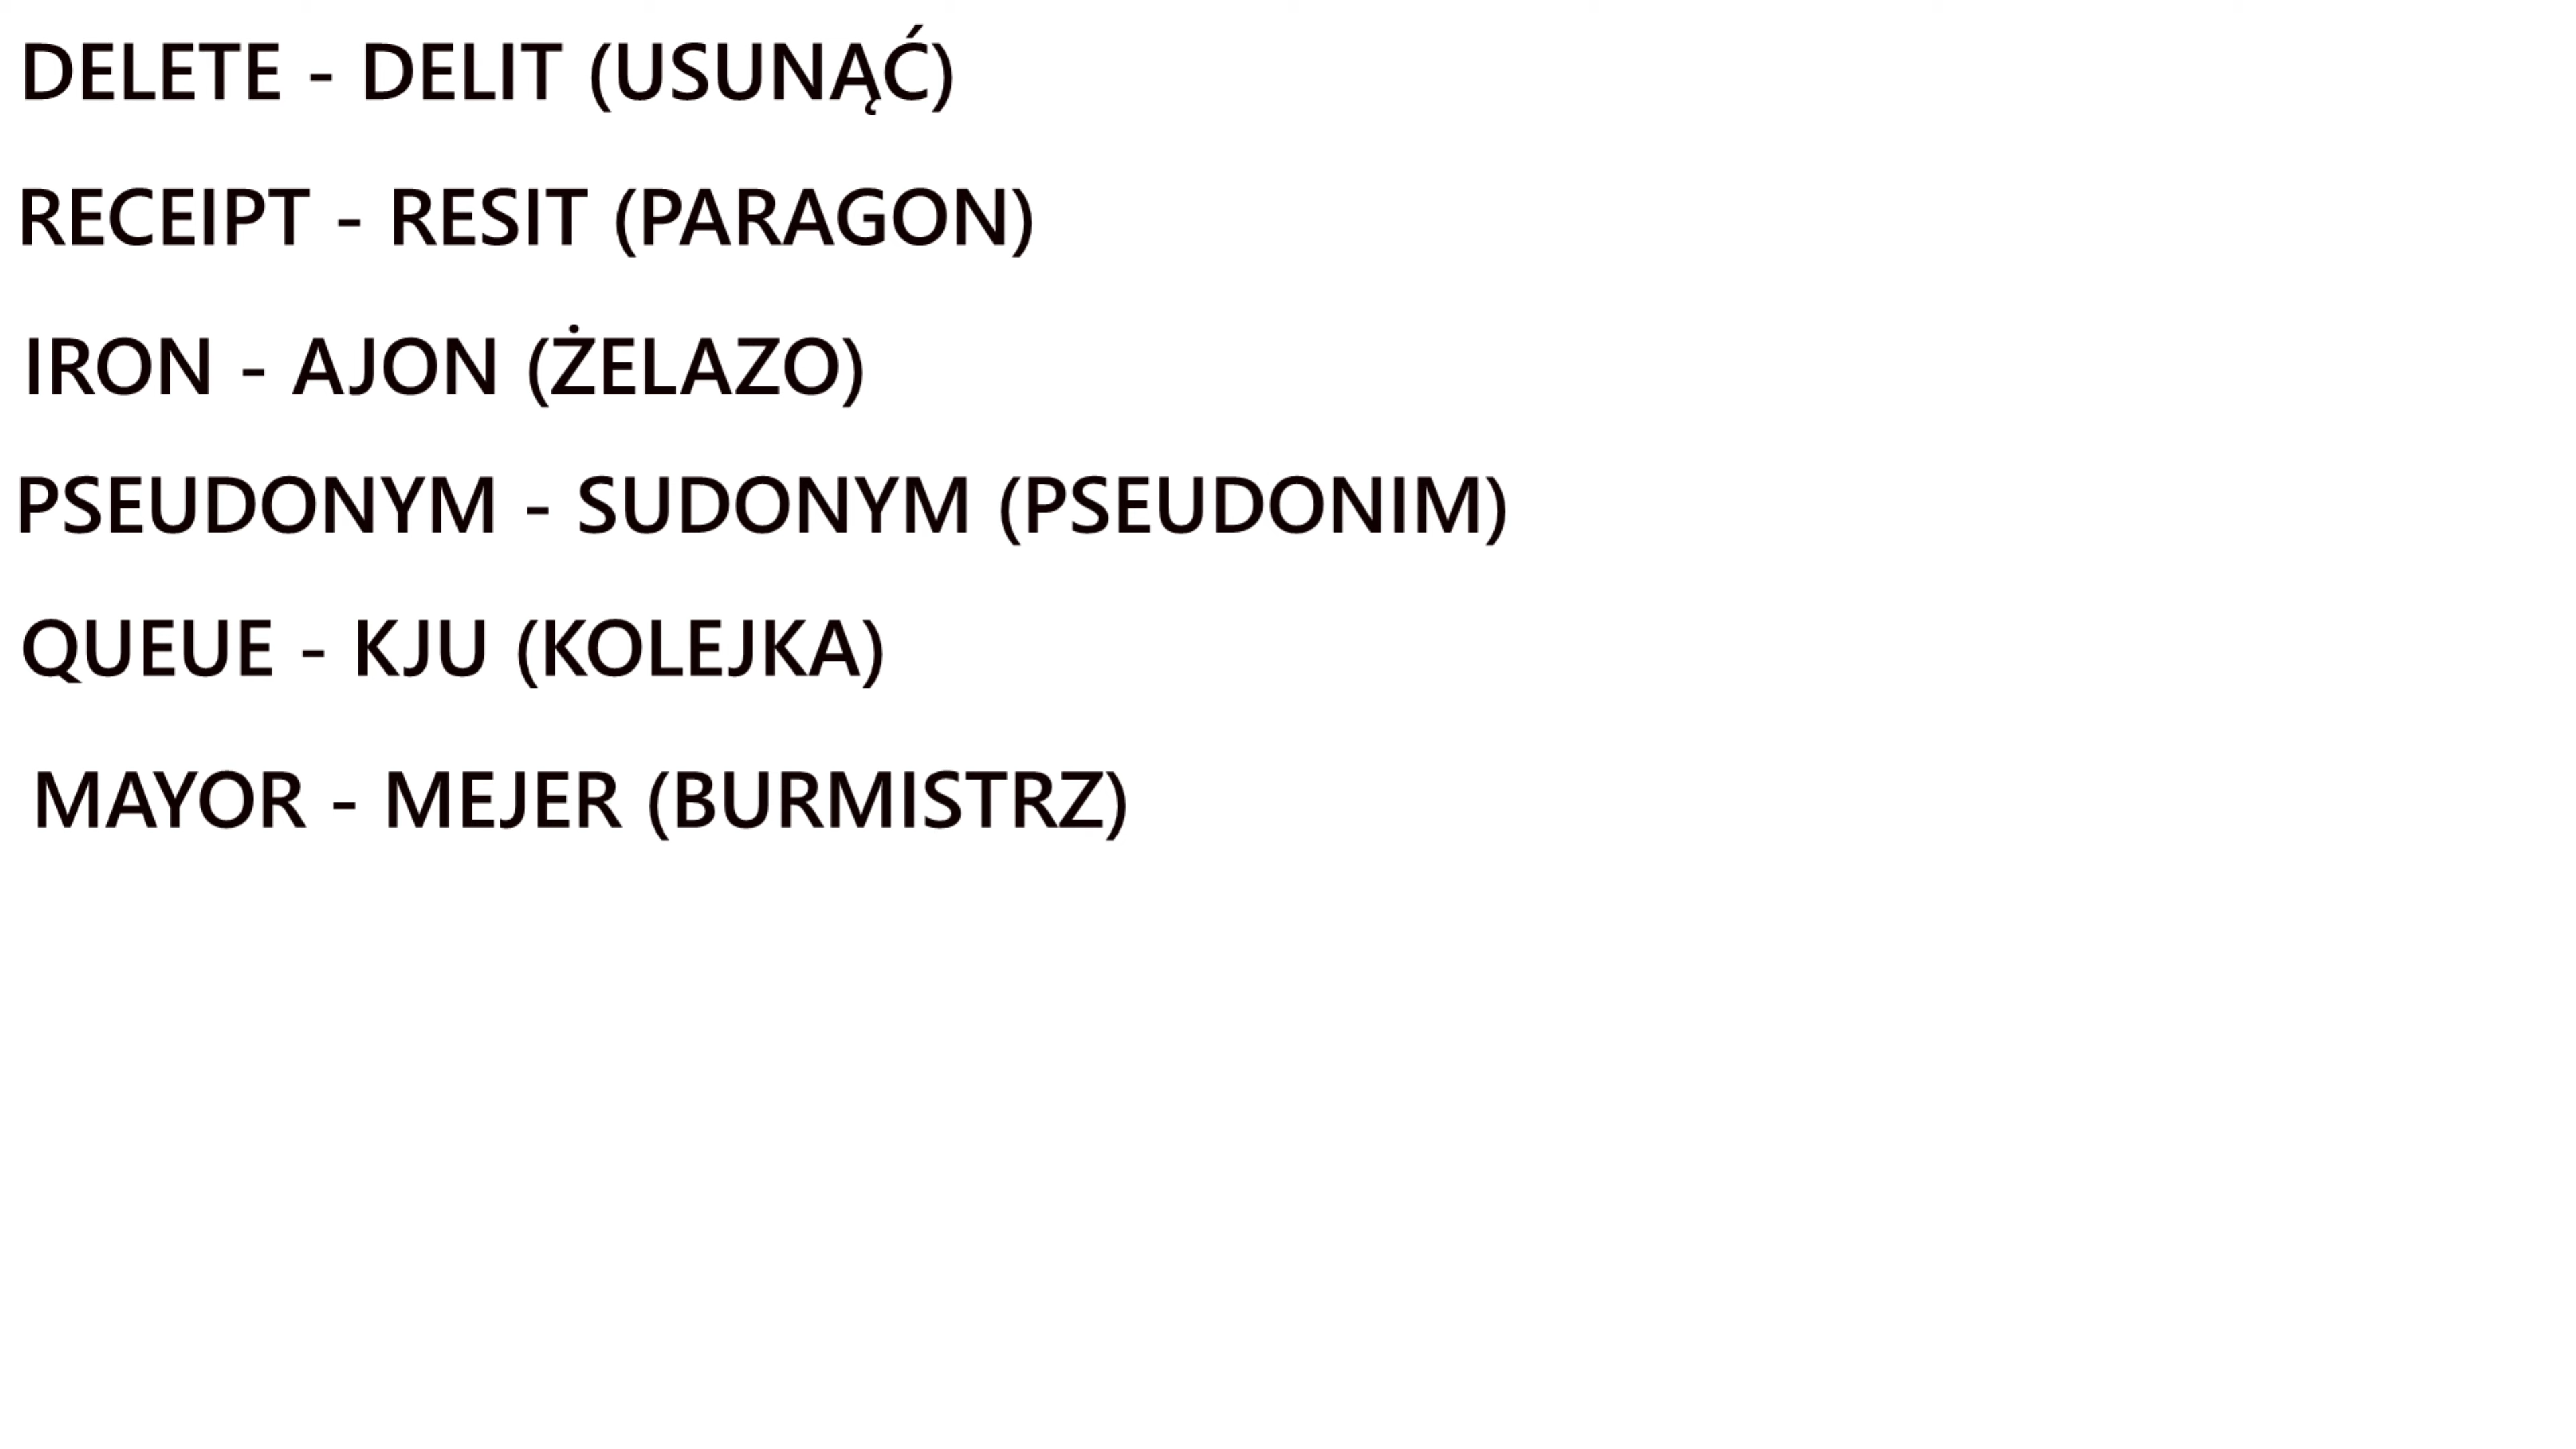 DELETE - DELIT (USUNĄĆ)
RECEIPT - RESIT (PARAGON)
IRON - AJON (ŻELAZO)
PSEUDONYM - SUDONYM (PSEUDONIM)
QUEUE - KJU (KOLEJKA)
MAYOR - MEJER (BURMISTRZ)